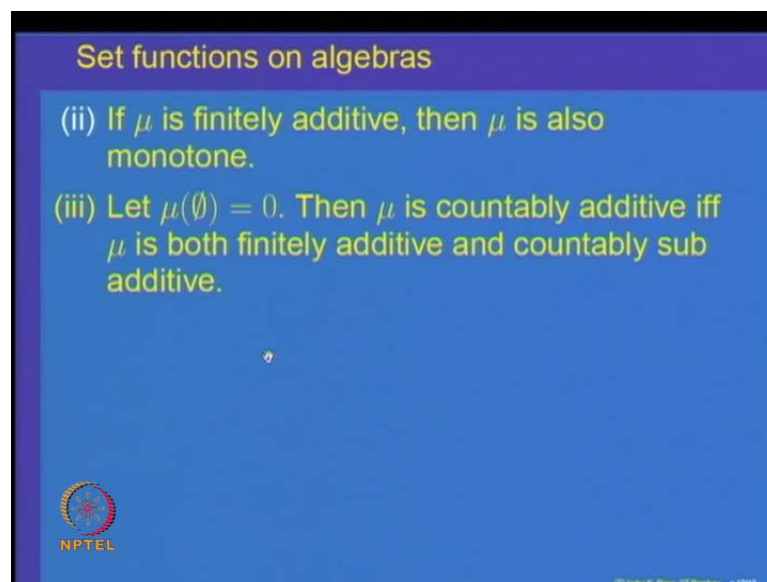 Set functions on algebras
(ii) If μ is finitely additive, then μ is also
monotone.
(iii) Let μ(∅) = 0. Then μ is countably additive iff
μ is both finitely additive and countably sub
additive.
NPTEL